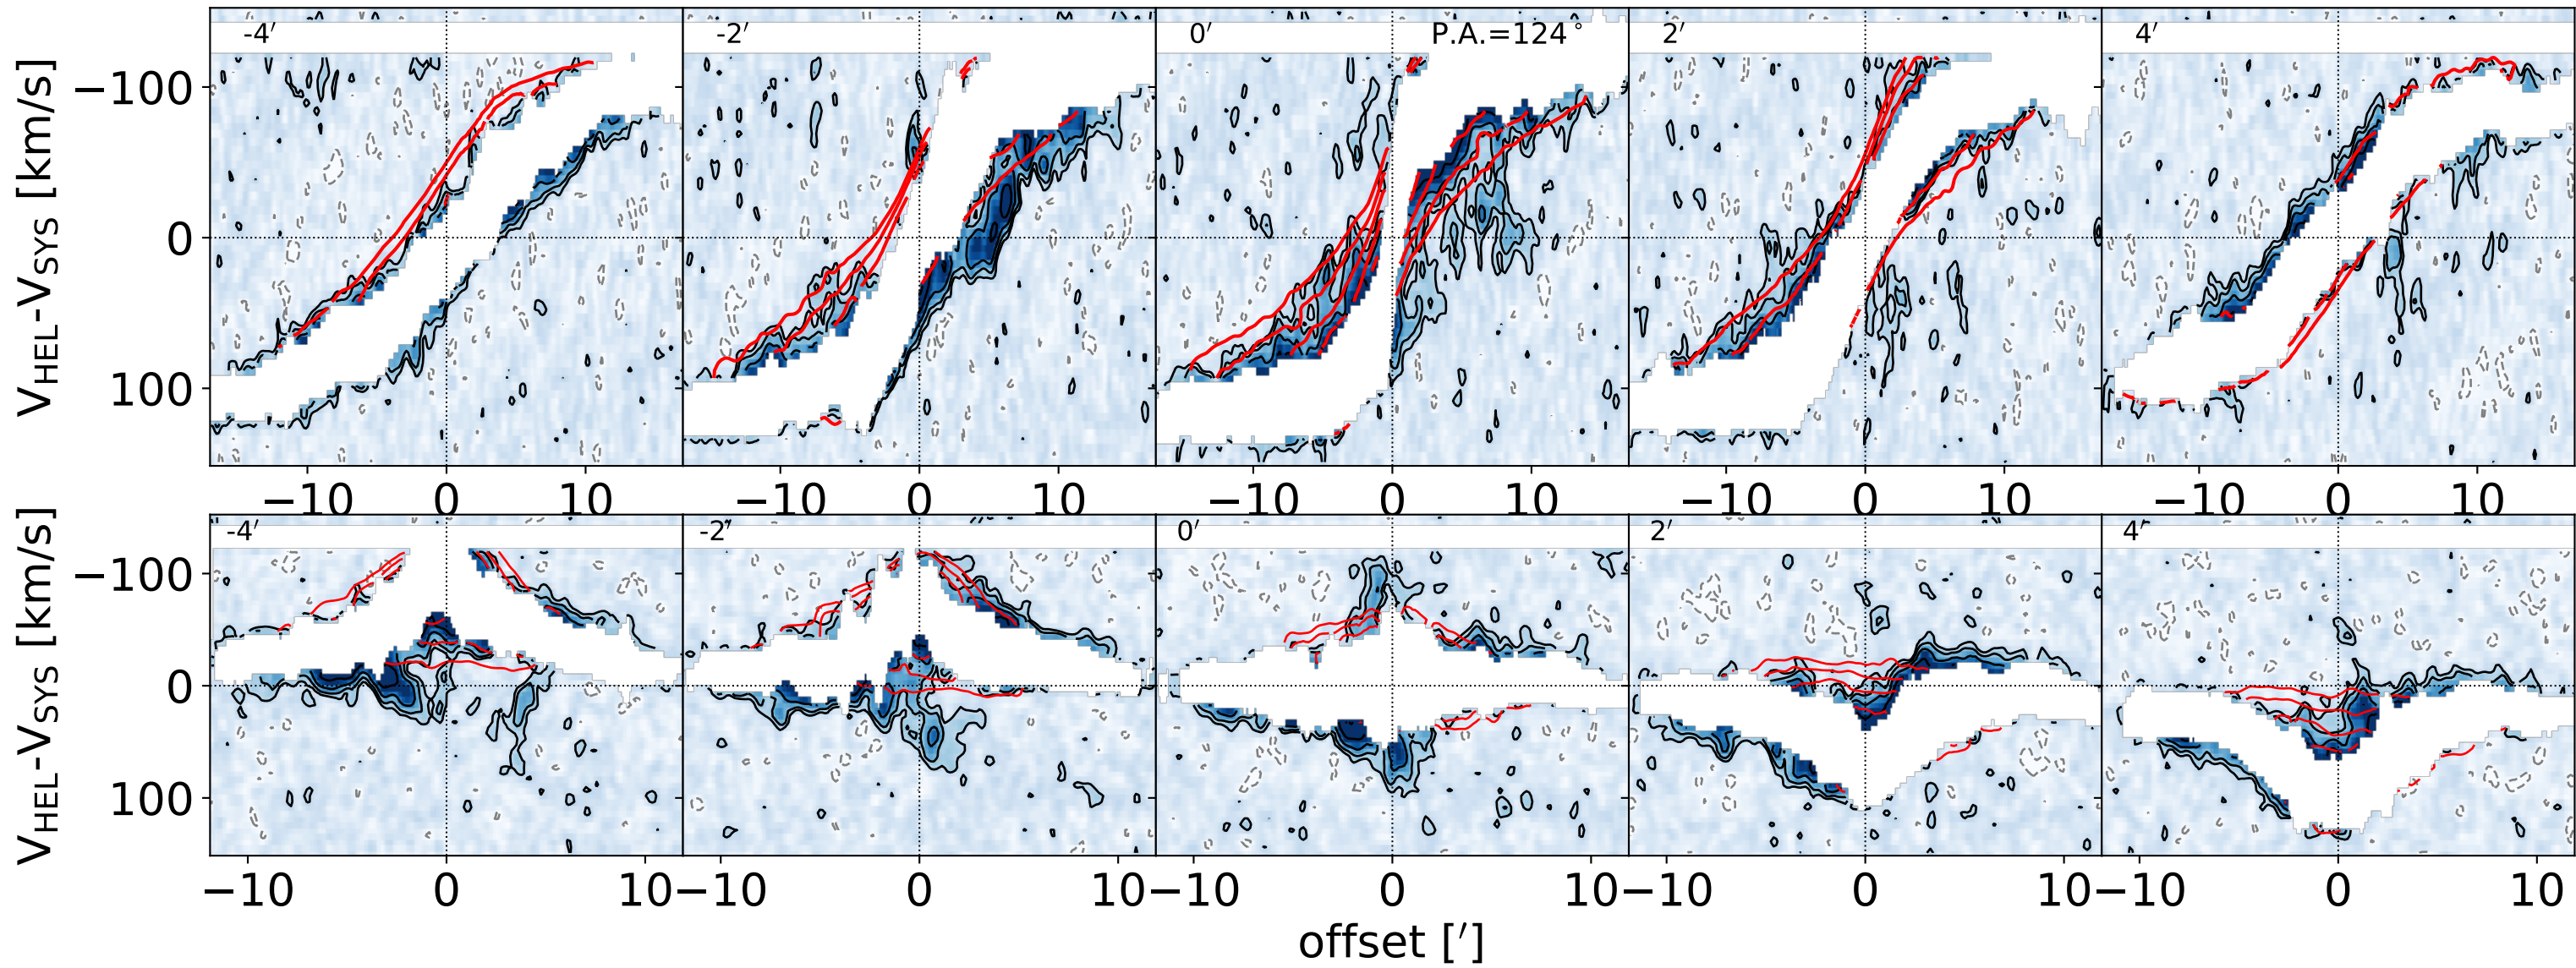 -4′ -2′ 0′ P.A.=124° 2′ 4′
V_HEL-V_SYS [km/s]
−100
0
100
−10 0 10 −10 0 10 −10 0 10 −10 0 10 −10 0 10
-4′ -2′ 0′ 2′ 4′
V_HEL-V_SYS [km/s]
−100
0
100
−10 0 10 −10 0 10 −10 0 10 −10 0 10 −10 0 10
offset [′]